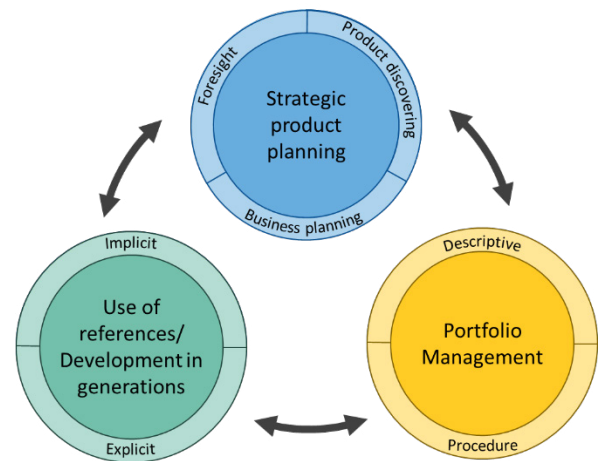 Foresight
Product discovering
Strategic
product
planning
Business planning
Implicit
Use of
references/
Development in
generations
Explicit
Descriptive
Portfolio
Management
Procedure